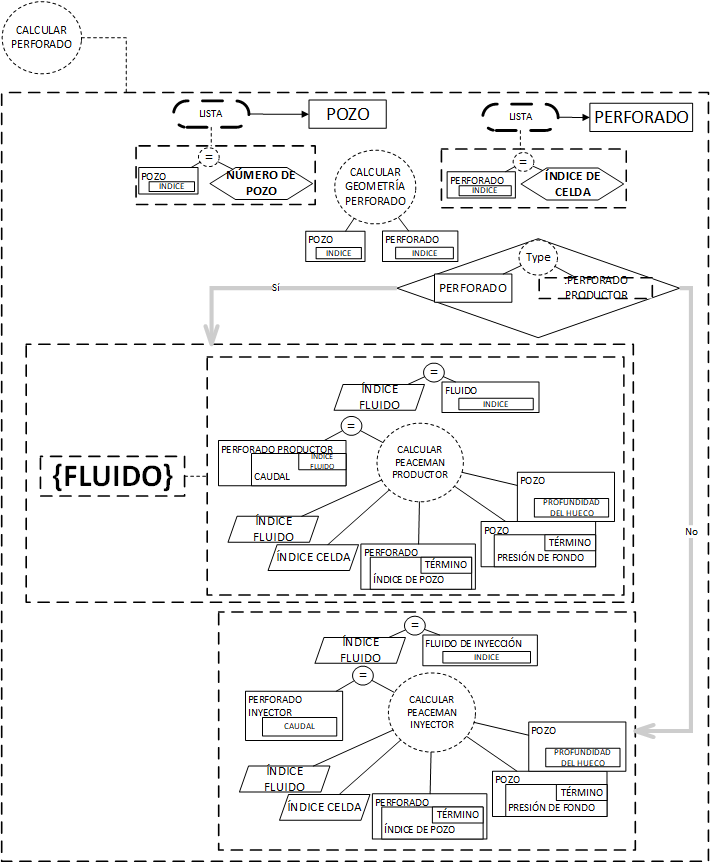 CALCULAR
PERFORADO
LISTA
POZO
LISTA
PERFORADO
=
POZO
INDICE
NÚMERO DE
POZO
=
PERFORADO
INDICE
ÍNDICE DE
CELDA
CALCULAR
GEOMETRÍA
PERFORADO
POZO
INDICE
PERFORADO
INDICE
Type
PERFORADO
:PERFORADO
PRODUCTOR
Sí
No
{FLUIDO}
=
ÍNDICE
FLUIDO
FLUIDO
INDICE
=
PERFORADO PRODUCTOR
ÍNDICE
FLUIDO
CAUDAL
CALCULAR
PEACEMAN
PRODUCTOR
ÍNDICE
FLUIDO
ÍNDICE CELDA
PERFORADO
TÉRMINO
ÍNDICE DE POZO
POZO
TÉRMINO
PRESIÓN DE FONDO
POZO
PROFUNDIDAD
DEL HUECO
=
ÍNDICE
FLUIDO
FLUIDO DE INYECCIÓN
INDICE
=
PERFORADO
INYECTOR
CAUDAL
CALCULAR
PEACEMAN
INYECTOR
ÍNDICE
FLUIDO
ÍNDICE CELDA
PERFORADO
TÉRMINO
ÍNDICE DE POZO
POZO
TÉRMINO
PRESIÓN DE FONDO
POZO
PROFUNDIDAD
DEL HUECO